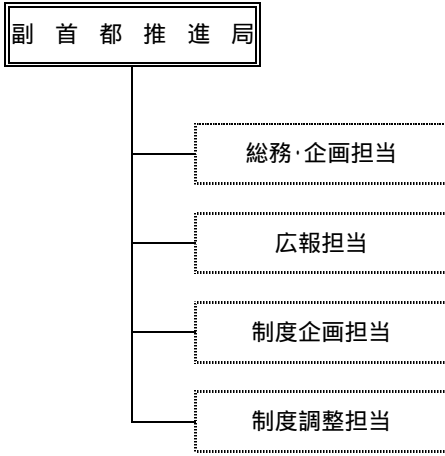 副首都推進局
総務・企画担当
広報担当
制度企画担当
制度調整担当